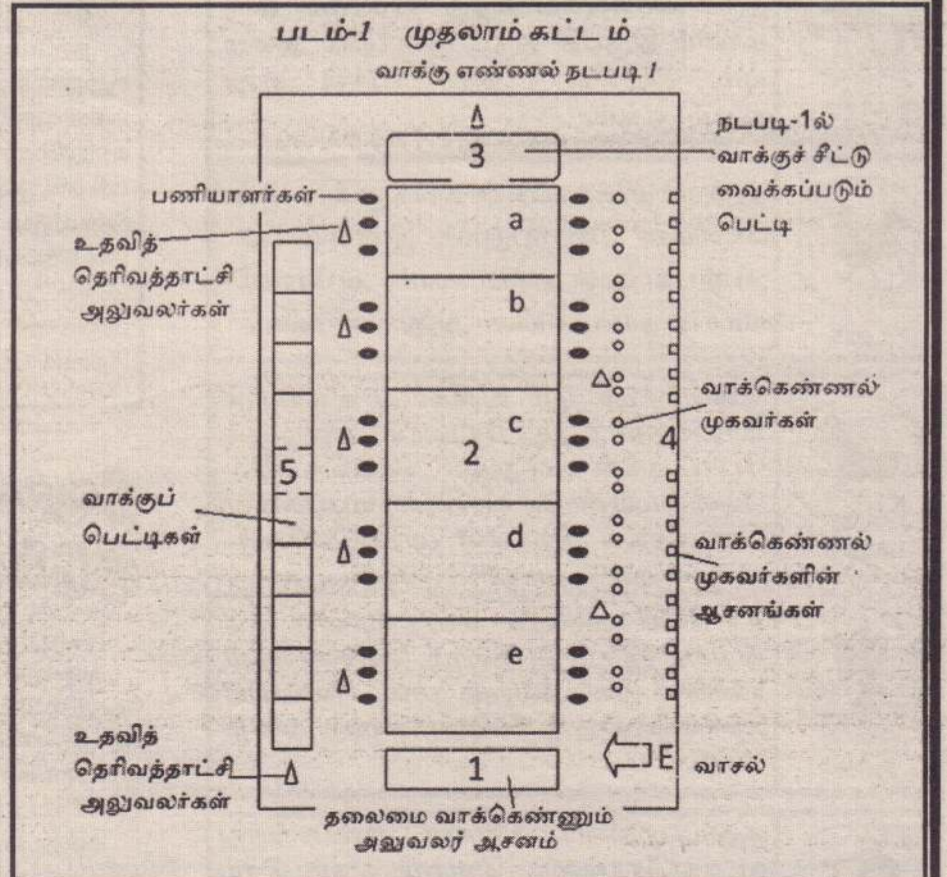 படம்-1 முதலாம் கட்டம்
வாக்கு எண்ணல் நடபடி 1
3
நடபடி-1ல்
வாக்குச் சீட்டு
வைக்கப்படும்
பெட்டி
பணியாளர்கள்
உதவித்
தெரிவத்தாட்சி
அலுவலர்கள்
a
b
c
2
d
e
வாக்கெண்ணல்
முகவர்கள்
4
5
வாக்குப்
பெட்டிகள்
வாக்கெண்ணல்
முகவர்களின்
ஆசனங்கள்
உதவித்
தெரிவத்தாட்சி
அலுவலர்கள்
1
E வாசல்
தலைமை வாக்கெண்ணும்
அலுவலர் ஆசனம்